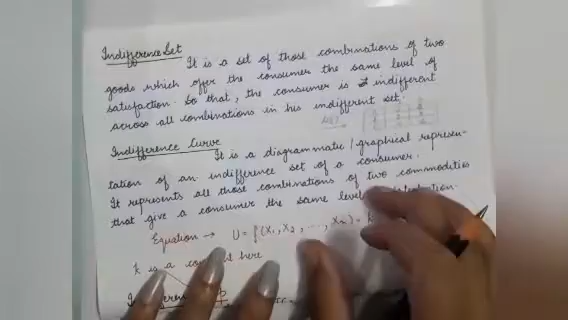 Indifference Set
It is a set of those combinations of two
goods which offer the consumer the same level of
satisfaction. So that, the consumer is indifferent
across all combinations in his indifferent set.
Indifference Curve
It is a diagrammatic / graphical represen-
tation of an indifference set of a consumer.
It represents all those combinations of two commodities
that give a consumer the same level
Equation → U = f(X₁, X₂, ...,
k is a constant here